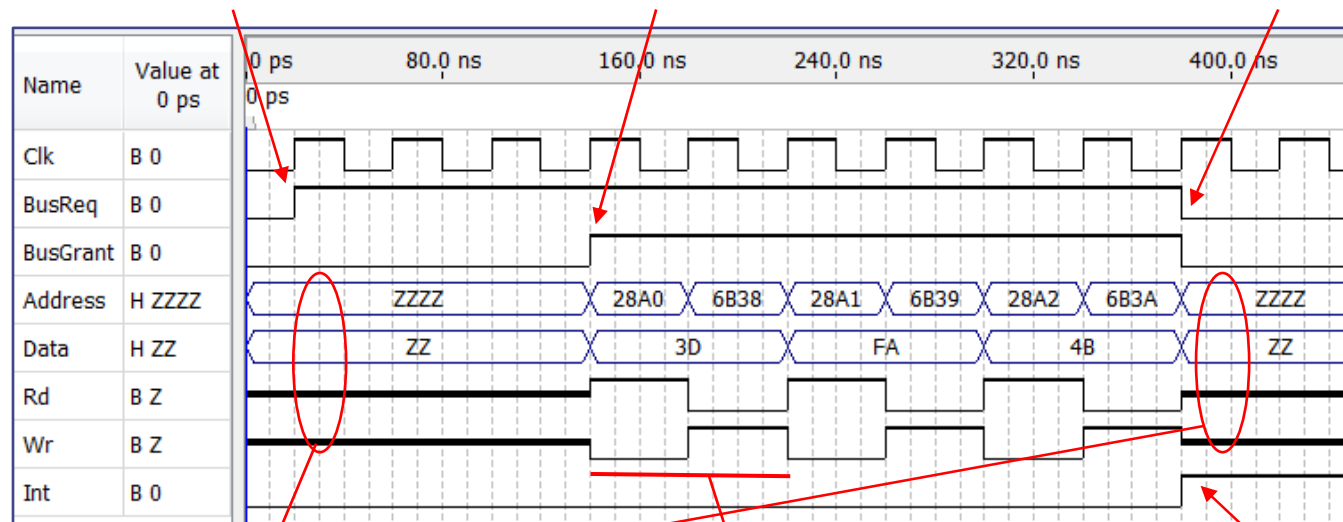 Name Value at 0 ps 0 ps 80.0 ns 160.0 ns 240.0 ns 320.0 ns 400.0 ns
0 ps
Clk B 0
BusReq B 0
BusGrant B 0
Address H ZZZZ ZZZZ 28A0 6B38 28A1 6B39 28A2 6B3A ZZZZ
Data H ZZ ZZ 3D FA 4B ZZ
Rd B Z
Wr B Z
Int B 0